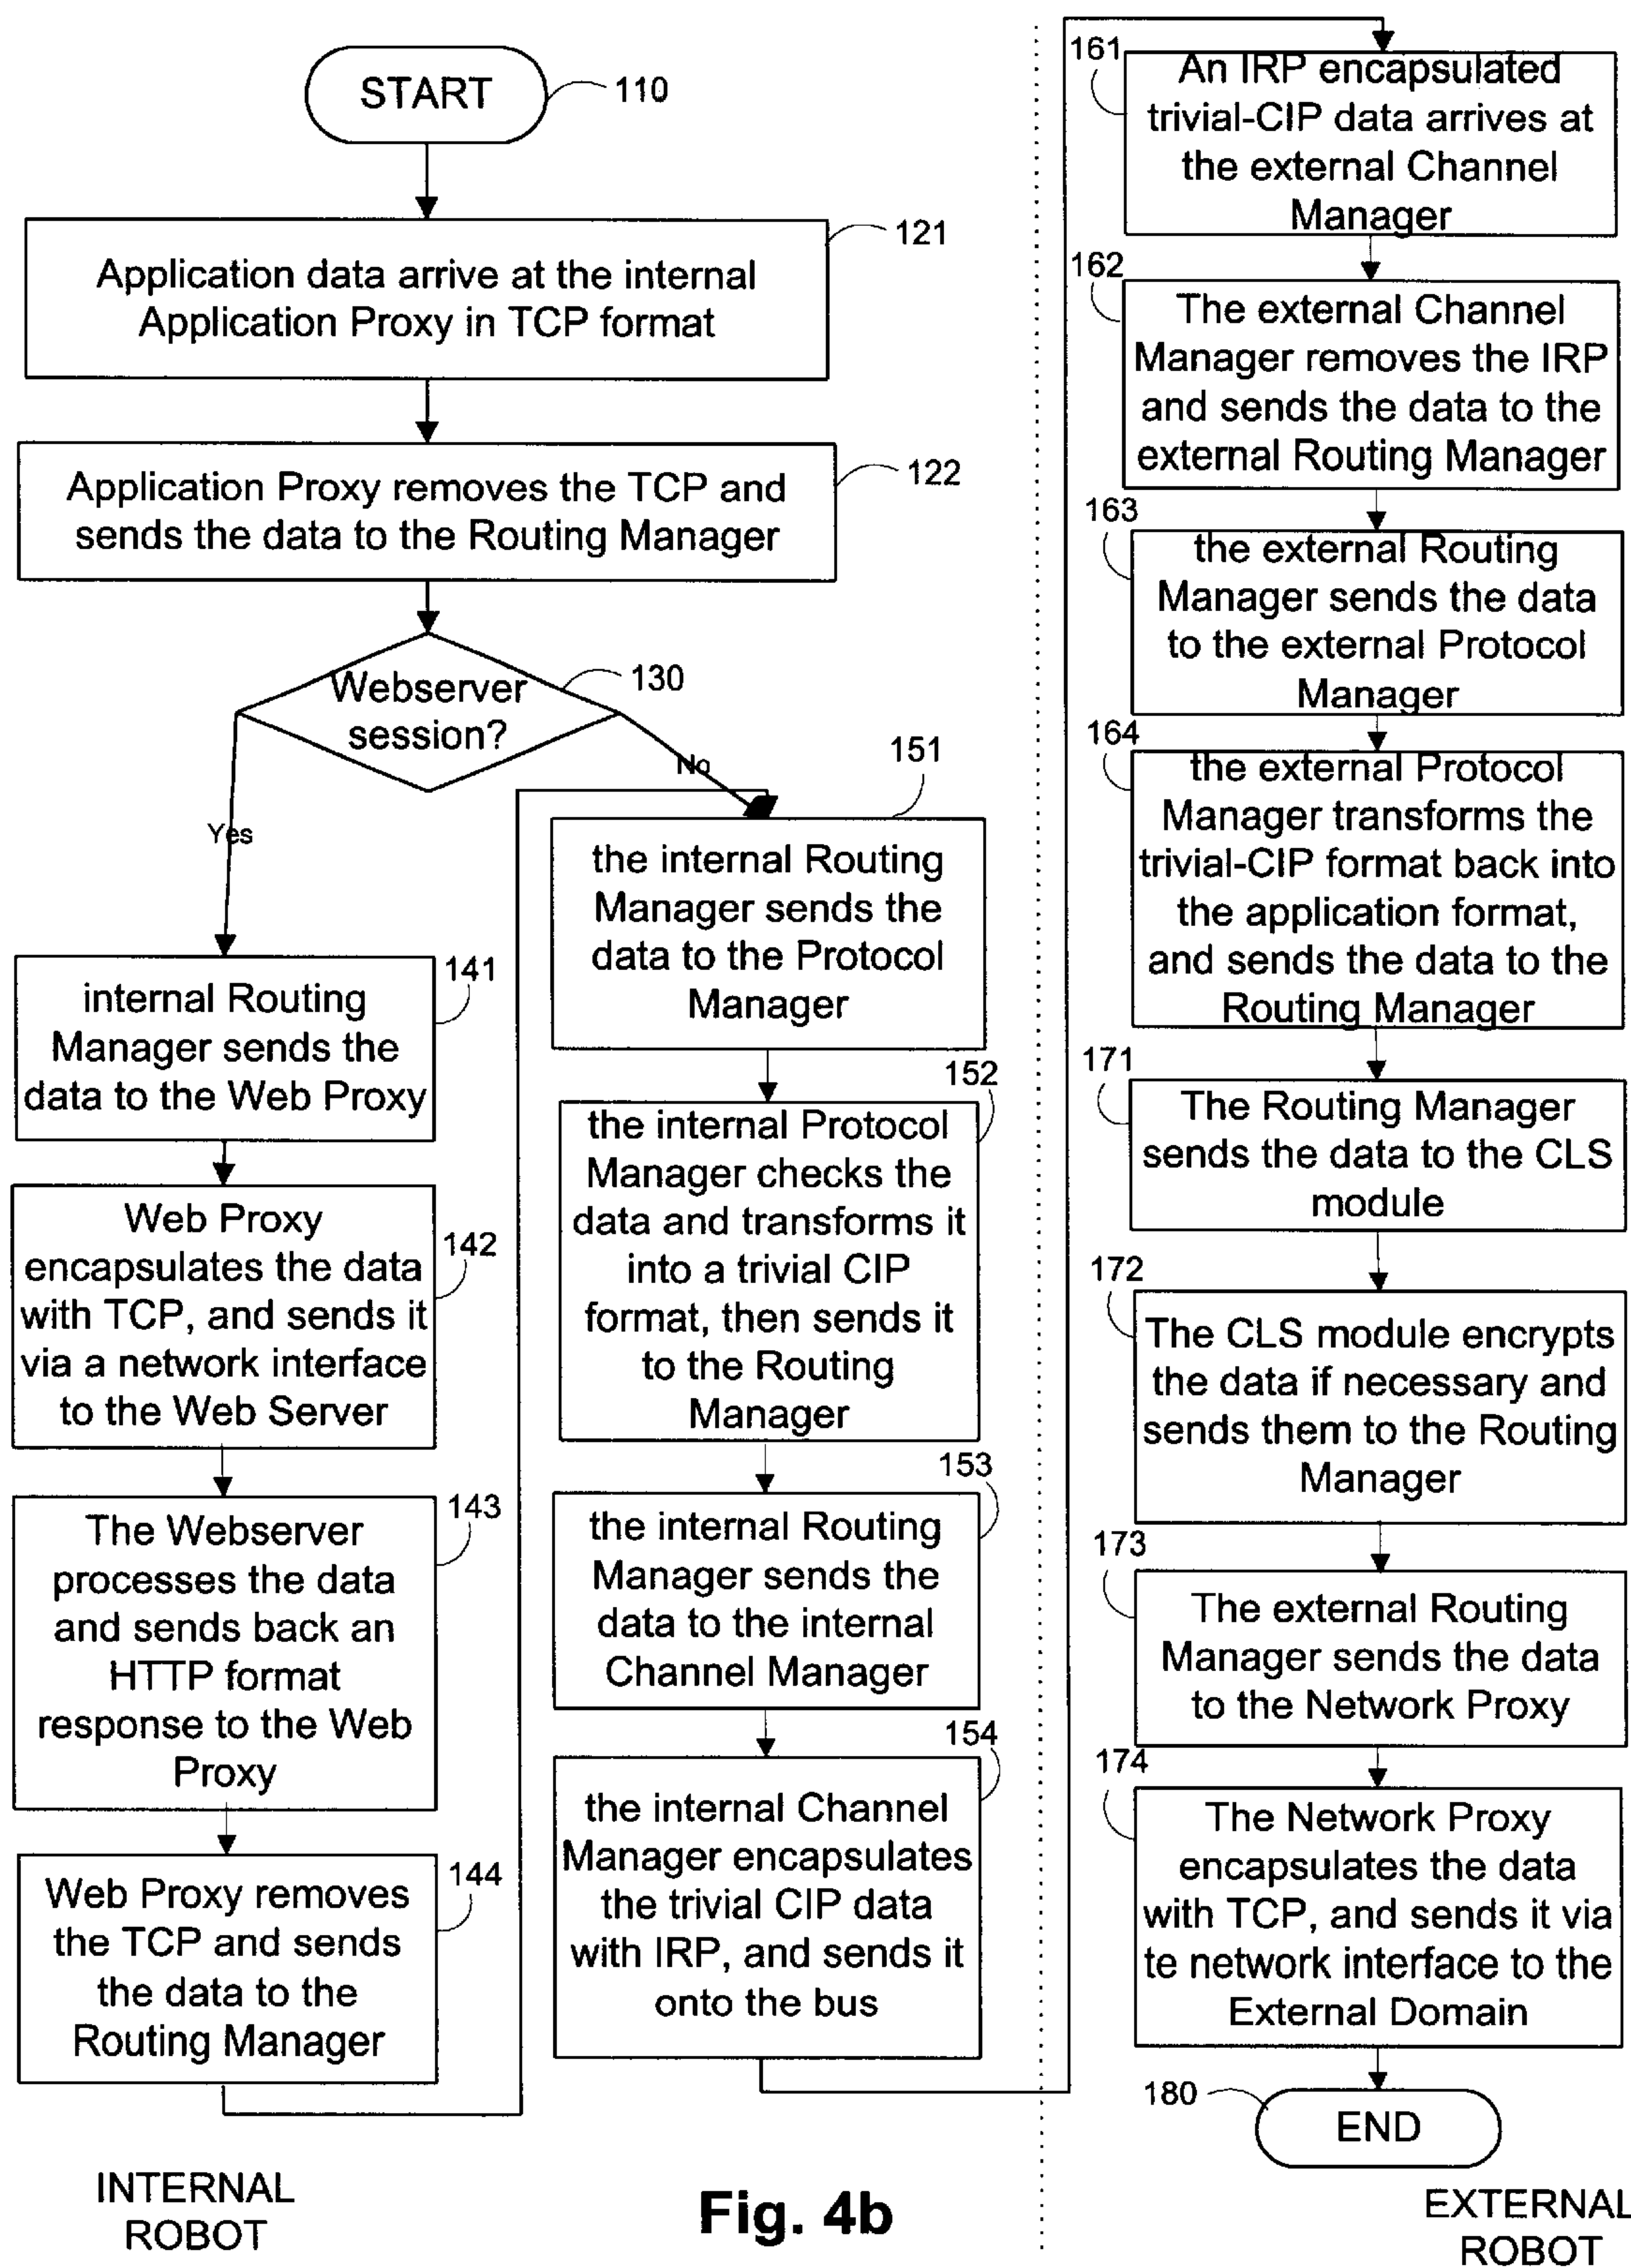 START
110
121
Application data arrive at the internal
Application Proxy in TCP format
122
Application Proxy removes the TCP and
sends the data to the Routing Manager
130
Webserver
session?
Yes
No
141
internal Routing
Manager sends the
data to the Web Proxy
142
Web Proxy
encapsulates the data
with TCP, and sends it
via a network interface
to the Web Server
143
The Webserver
processes the data
and sends back an
HTTP format
response to the Web
Proxy
144
Web Proxy removes
the TCP and sends
the data to the
Routing Manager
151
the internal Routing
Manager sends the
data to the Protocol
Manager
152
the internal Protocol
Manager checks the
data and transforms it
into a trivial CIP
format, then sends it
to the Routing
Manager
153
the internal Routing
Manager sends the
data to the internal
Channel Manager
154
the internal Channel
Manager encapsulates
the trivial CIP data
with IRP, and sends it
onto the bus
161
An IRP encapsulated
trivial-CIP data arrives at
the external Channel
Manager
162
The external Channel
Manager removes the IRP
and sends the data to the
external Routing Manager
163
the external Routing
Manager sends the data
to the external Protocol
Manager
164
the external Protocol
Manager transforms the
trivial-CIP format back into
the application format,
and sends the data to the
Routing Manager
171
The Routing Manager
sends the data to the CLS
module
172
The CLS module encrypts
the data if necessary and
sends them to the Routing
Manager
173
The external Routing
Manager sends the data
to the Network Proxy
174
The Network Proxy
encapsulates the data
with TCP, and sends it via
te network interface to the
External Domain
180
END
INTERNAL
ROBOT
Fig. 4b
EXTERNAL
ROBOT